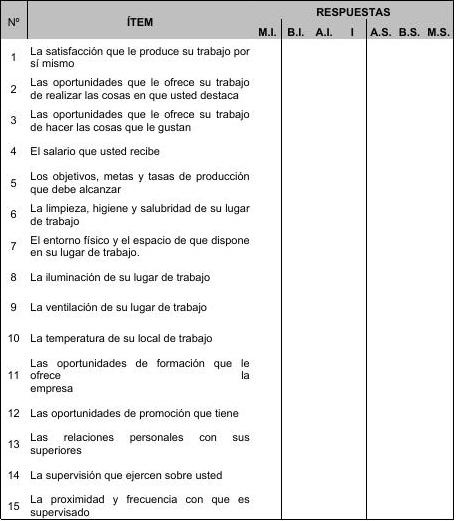 Nº ÍTEM RESPUESTAS
M.I. B.I. A.I. I A.S. B.S. M.S.
1 La satisfacción que le produce su trabajo por
sí mismo
2 Las oportunidades que le ofrece su trabajo
de realizar las cosas en que usted destaca
3 Las oportunidades que le ofrece su trabajo
de hacer las cosas que le gustan
4 El salario que usted recibe
5 Los objetivos, metas y tasas de producción
que debe alcanzar
6 La limpieza, higiene y salubridad de su lugar
de trabajo
7 El entorno físico y el espacio de que dispone
en su lugar de trabajo.
8 La iluminación de su lugar de trabajo
9 La ventilación de su lugar de trabajo
10 La temperatura de su local de trabajo
11 Las oportunidades de formación que le
ofrece la
empresa
12 Las oportunidades de promoción que tiene
13 Las relaciones personales con sus
superiores
14 La supervisión que ejercen sobre usted
15 La proximidad y frecuencia con que es
supervisado